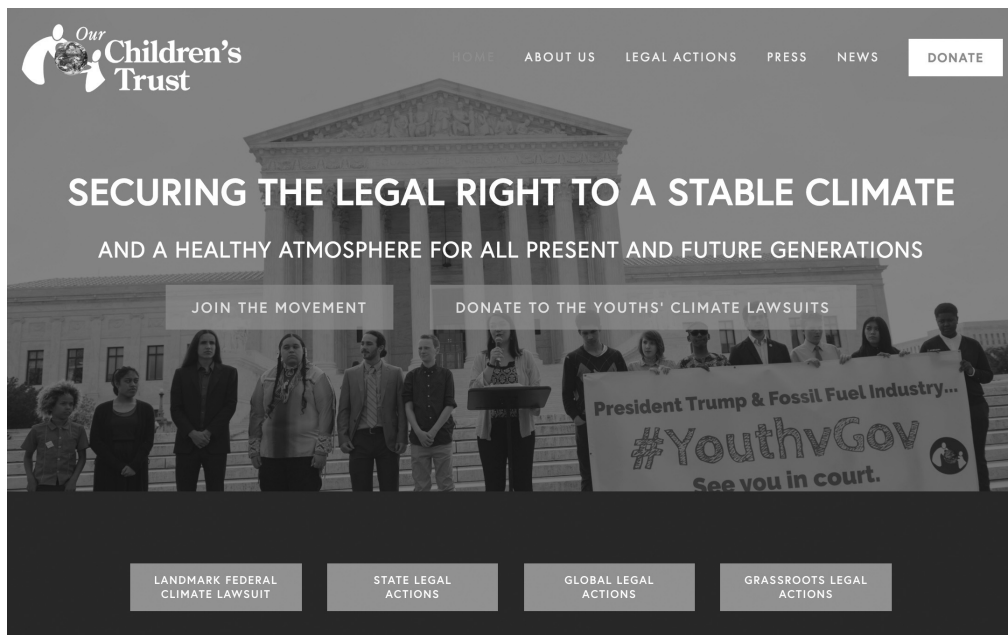 Our
Children's
Trust
HOME ABOUT US LEGAL ACTIONS PRESS NEWS DONATE
SECURING THE LEGAL RIGHT TO A STABLE CLIMATE
AND A HEALTHY ATMOSPHERE FOR ALL PRESENT AND FUTURE GENERATIONS
JOIN THE MOVEMENT DONATE TO THE YOUTHS' CLIMATE LAWSUITS
President Trump & Fossil Fuel Industry...
#YouthvGov
See you in court.
LANDMARK FEDERAL
CLIMATE LAWSUIT
STATE LEGAL
ACTIONS
GLOBAL LEGAL
ACTIONS
GRASSROOTS LEGAL
ACTIONS